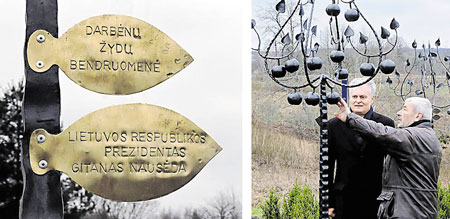 DARBĖNŲ
ŽYDŲ
BENDRUOMENĖ
LIETUVOS RESPUBLIKOS
PREZIDENTAS
GITANAS NAUSĖDA